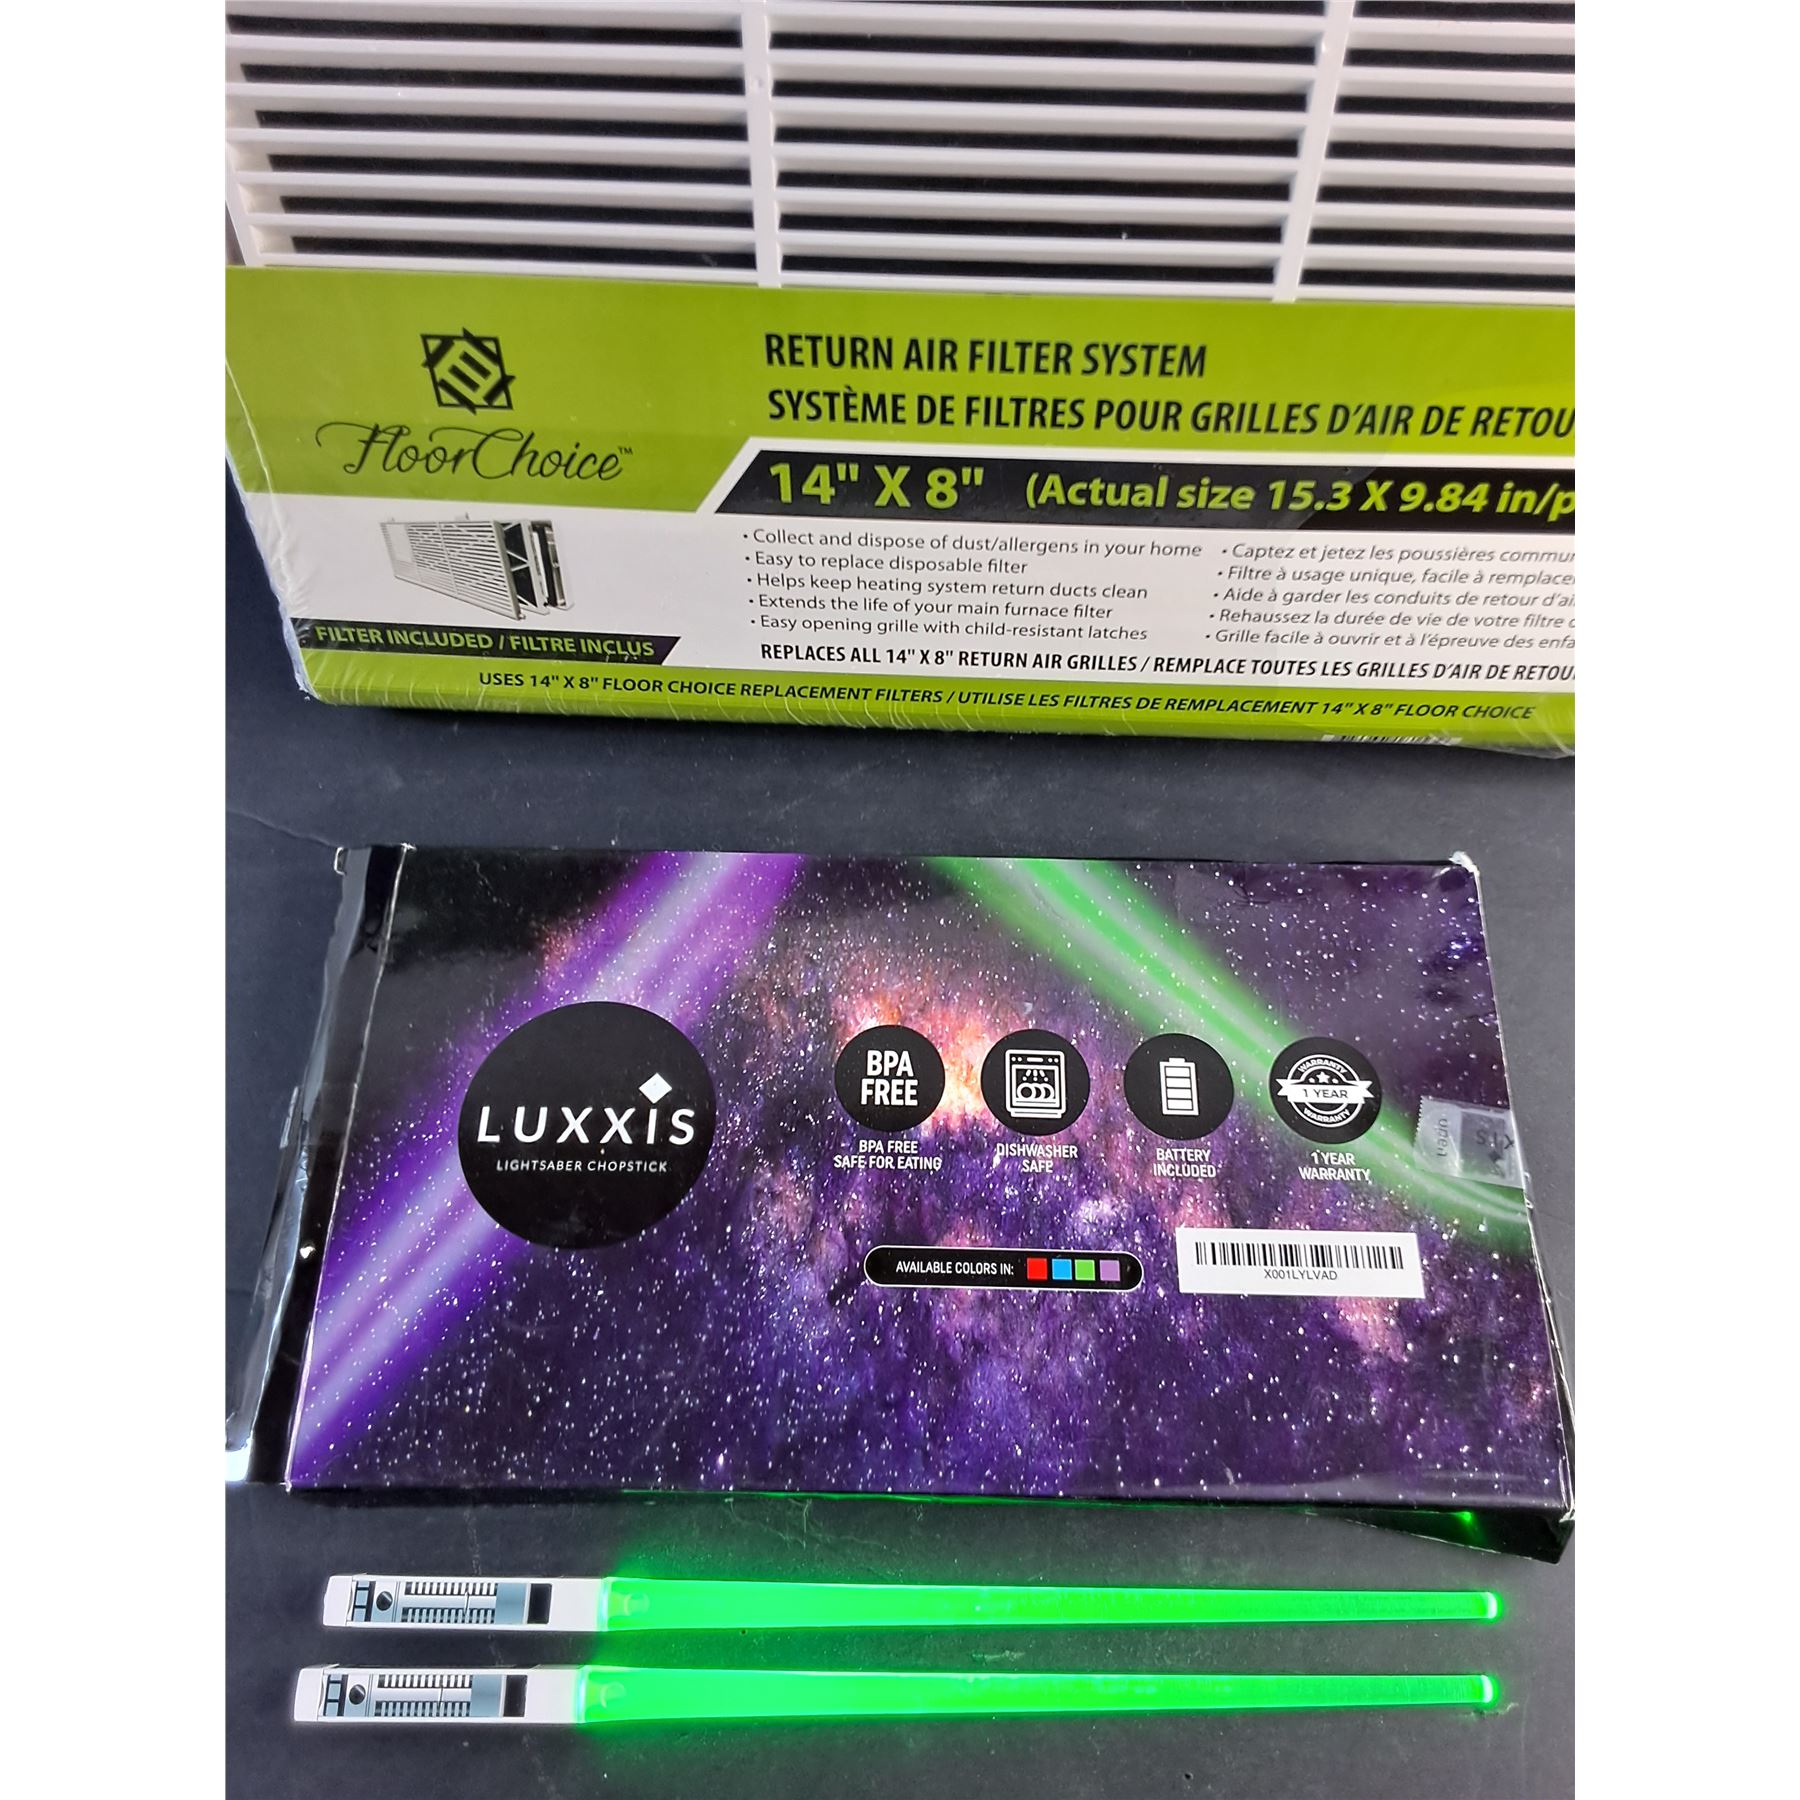 FloorChoice™
RETURN AIR FILTER SYSTEM
SYSTÈME DE FILTRES POUR GRILLES D'AIR DE RETOU
14" X 8" (Actual size 15.3 X 9.84 in/p
• Collect and dispose of dust/allergens in your home
• Easy to replace disposable filter
• Helps keep heating system return ducts clean
• Extends the life of your main furnace filter
• Easy opening grille with child-resistant latches
• Captez et jetez les poussières commu
• Filtre à usage unique, facile à remplace
• Aide à garder les conduits de retour d'ai
• Rehaussez la durée de vie de votre filtre
• Grille facile à ouvrir et à l'épreuve des enfa
FILTER INCLUDED / FILTRE INCLUS
REPLACES ALL 14" X 8" RETURN AIR GRILLES / REMPLACE TOUTES LES GRILLES D'AIR DE RETOU
USES 14" X 8" FLOOR CHOICE REPLACEMENT FILTERS / UTILISE LES FILTRES DE REMPLACEMENT 14" X 8" FLOOR CHOICE
LUXXIS
LIGHTSABER CHOPSTICK
BPA
FREE
BPA FREE
SAFE FOR EATING
DISHWASHER
SAFE
BATTERY
INCLUDED
WARRANTY
1 YEAR
WARRANTY
1 YEAR
WARRANTY
AVAILABLE COLORS IN:
X001LYLVAD